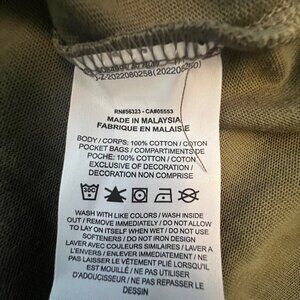 RN#56323 - CA#05553
MADE IN MALAYSIA
FABRIQUE EN MALAISIE
BODY / CORPS: 100% COTTON / COTON
POCKET BAGS / COMPARTIMENTS DE
POCHE: 100% COTTON / COTON
EXCLUSIVE OF DECORATION /
DECORATION NON COMPRISE
30C
WASH WITH LIKE COLORS / WASH INSIDE
OUT / REMOVE IMMEDIATELY / DO NOT ALLOW
TO LAY ON ITSELF WHEN WET / DO NOT USE
SOFTENERS / DO NOT IRON DESIGN
LAVER AVEC COULEURS SIMILAIRES / LAVER A
L'ENVERS / ENLEVER IMMEDIATEMENT / NE
PAS LAISSER LE VETEMENT PLIÉ LORSQU'IL
EST MOUILLÉ / NE PAS UTILISER
D'ADOUCISSEUR / NE PAS REPASSER
LE DESSIN